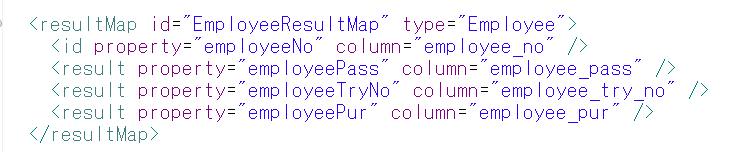 <resultMap id="EmployeeResultMap" type="Employee">
<id property="employeeNo" column="employee_no" />
<result property="employeePass" column="employee_pass" />
<result property="employeeTryNo" column="employee_try_no" />
<result property="employeePur" column="employee_pur" />
</resultMap>